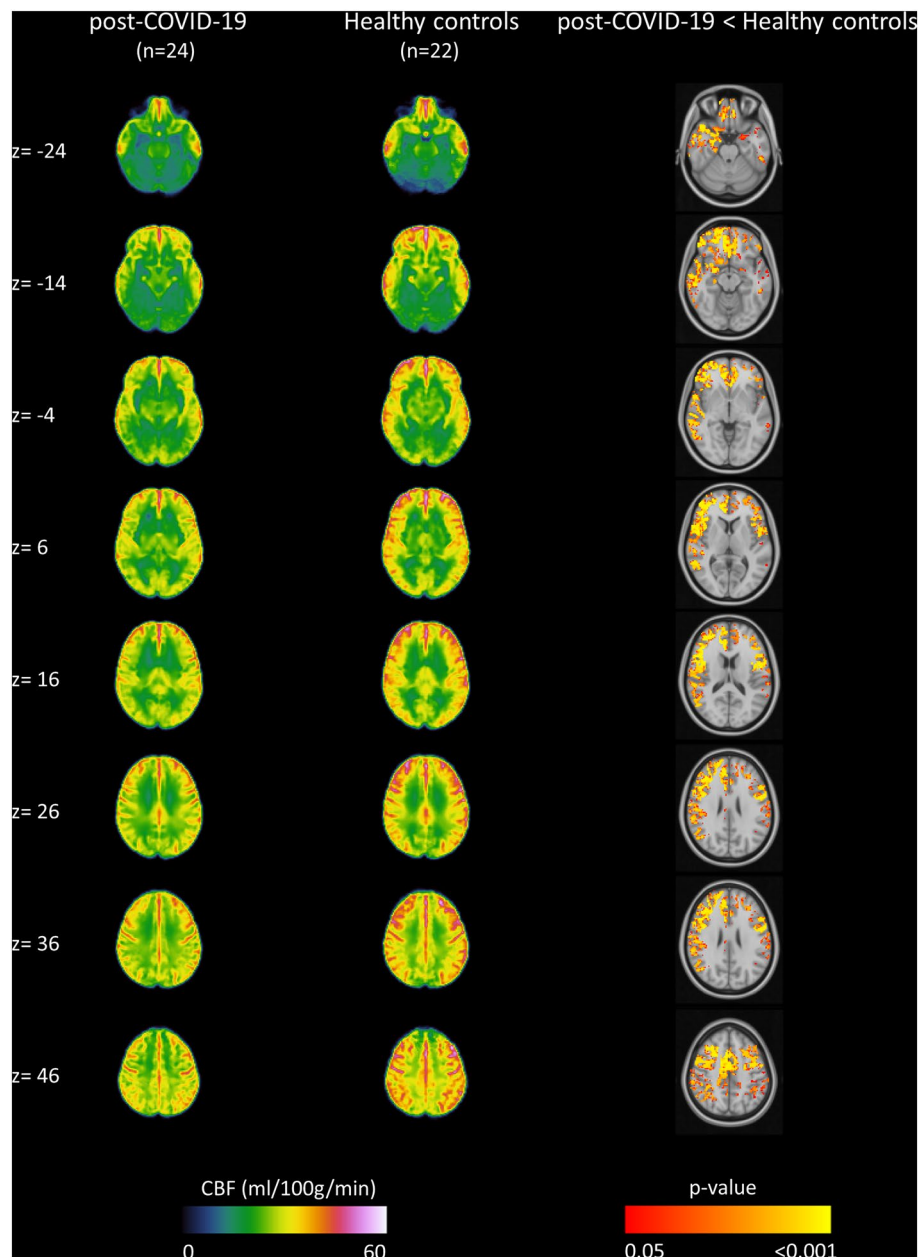 post-COVID-19 Healthy controls post-COVID-19 < Healthy controls
(n=24) (n=22)
z= -24
z= -14
z= -4
z= 6
z= 16
z= 26
z= 36
z= 46
CBF (ml/100g/min) p-value
0 60 0.05 <0.001